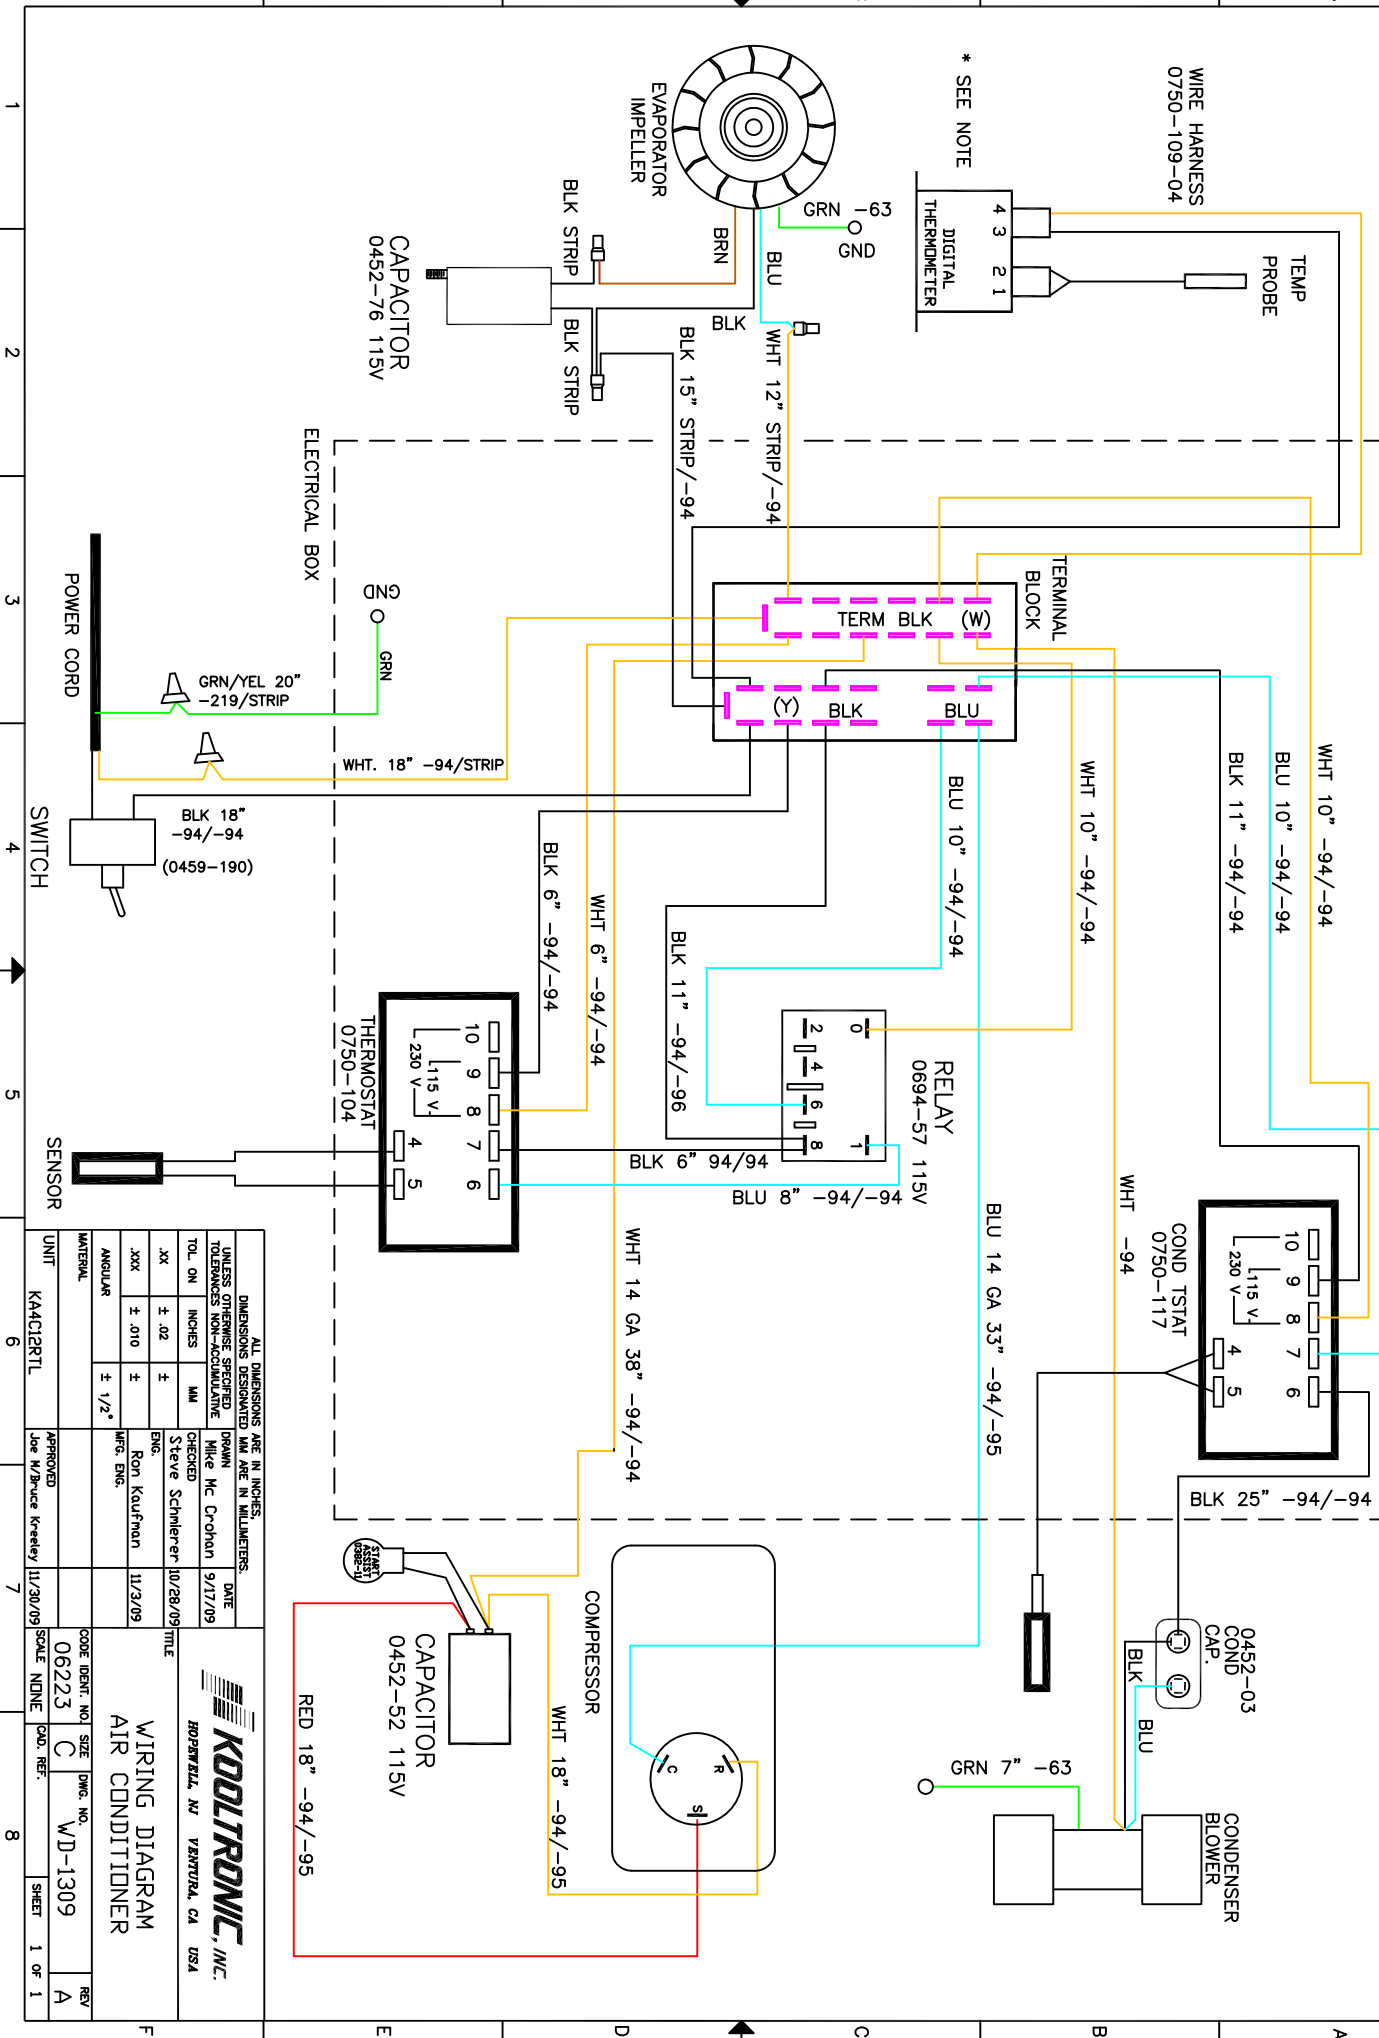 WIRE HARNESS
0750-109-04
* SEE NOTE
EVAPORATOR
IMPELLER
GRN -63
GND
4 3 2 1
DIGITAL
THERMOMETER
TEMP
PROBE
BLK STRIP
BRN
BLU
BLK
CAPACITOR
0452-76 115V
BLK STRIP
BLK 15" STRIP/-94
WHT 12" STRIP/-94
ELECTRICAL BOX
TERMINAL
BLOCK
TERM BLK (W)
(Y) BLK BLU
POWER CORD
GND
GRN
GRN/YEL 20"
-219/STRIP
WHT. 18" -94/STRIP
BLK 18"
-94/-94
(0459-190)
SWITCH
BLK 6" -94/-94
WHT 6" -94/-94
BLK 11" -94/-96
BLU 10" -94/-94
WHT 10" -94/-94
BLK 11" -94/-94
BLU 10" -94/-94
WHT 10" -94/-94
THERMOSTAT
0750-104
10 9 8 7 6
115 V
230 V
4 5
SENSOR
RELAY
0694-57 115V
0 1
2 4 6 8
BLK 6" 94/94
BLU 8" -94/-94
WHT 14 GA 38" -94/-94
BLU 14 GA 33" -94/-95
WHT -94
COND TSTAT
0750-117
10 9 8 7 6
115 V
230 V
4 5
BLK 25" -94/-94
START
ASSIST
0382-11
CAPACITOR
0452-52 115V
COMPRESSOR
C R S
RED 18" -94/-95
WHT 18" -94/-95
0452-03
COND
CAP.
BLK
BLU
GRN 7" -63
CONDENSER
BLOWER
ALL DIMENSIONS ARE IN INCHES.
DIMENSIONS DESIGNATED MM ARE IN MILLIMETERS.
UNLESS OTHERWISE SPECIFIED
TOLERANCES NON-ACCUMULATIVE
TOL. ON INCHES MM
.XX ± .02 ±
.XXX ± .010 ±
ANGULAR ± 1/2°
MATERIAL
UNIT
KA4C12RTL
DRAWN DATE
Mike Mc Crohan 9/17/09
CHECKED
Steve Schmierer 10/28/09
ENG.
Ron Kaufman 11/3/09
MFG. ENG.
APPROVED
Joe M/Bruce Kreeley 11/30/09
KOOLTRONIC, INC.
HOPEWELL, NJ VENTURA, CA USA
TITLE
WIRING DIAGRAM
AIR CONDITIONER
CODE IDENT. NO. SIZE DWG. NO. REV
06223 C WD-1309 A
SCALE NONE CAD. REF. SHEET 1 OF 1
1 2 3 4 5 6 7 8
F E D C B A